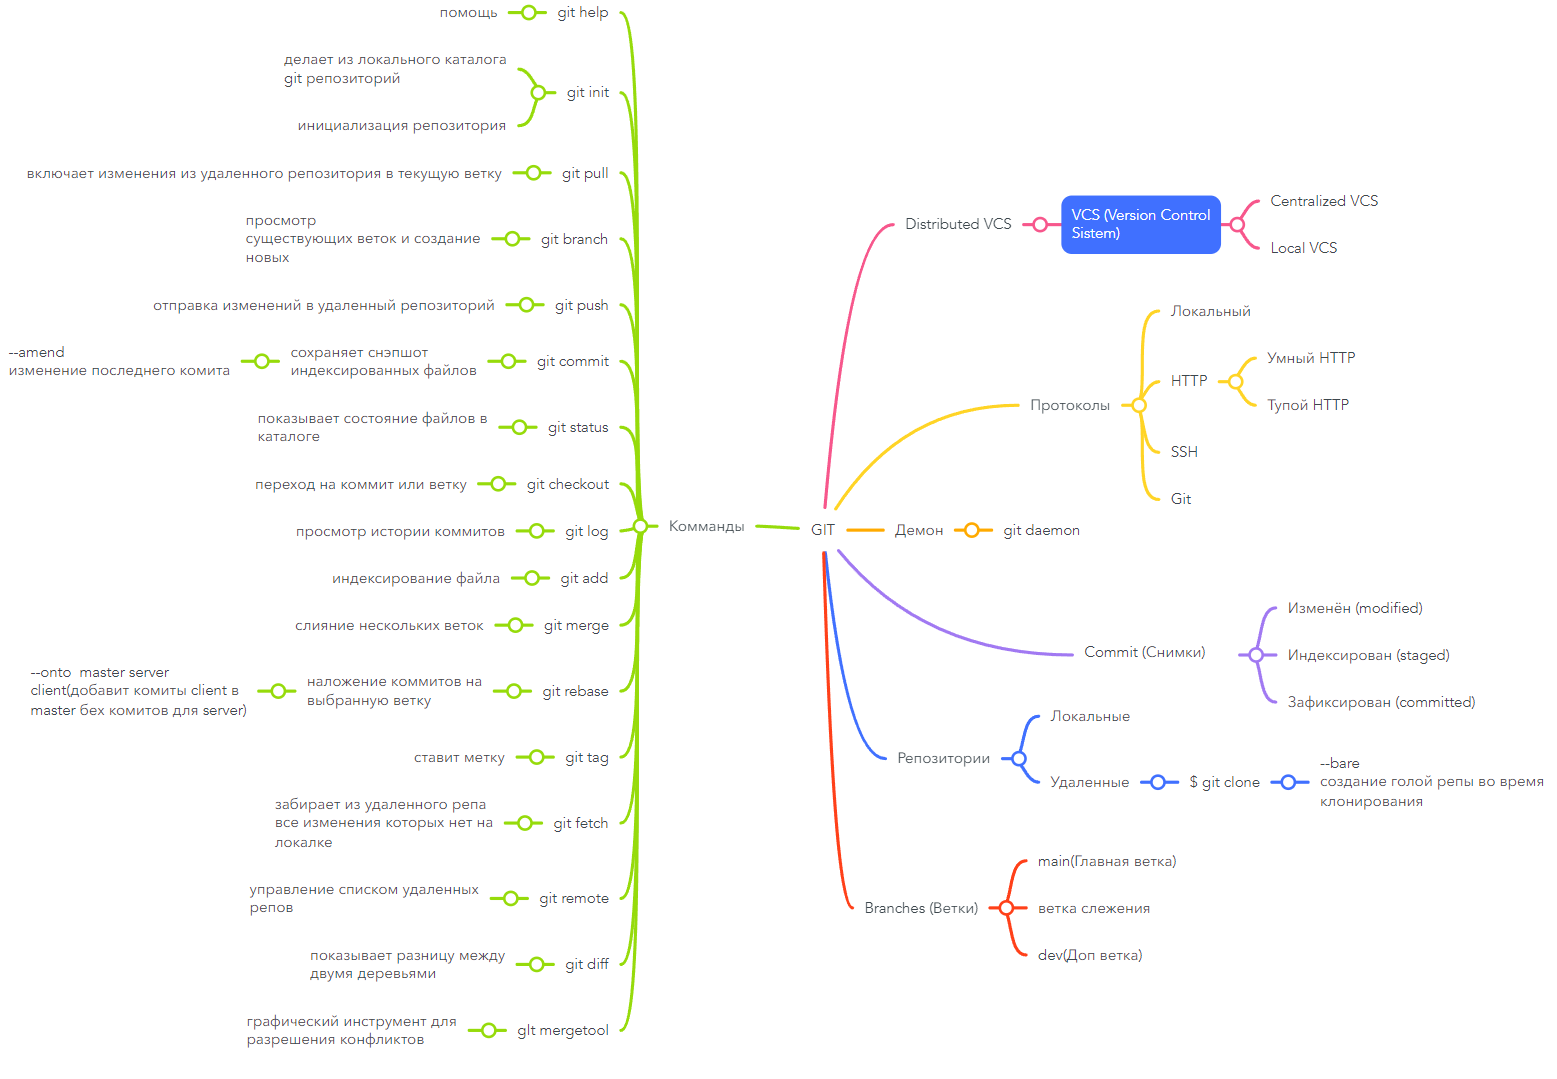 помощь
git help
делает из локального каталога
git репозиторий
git init
инициализация репозитория
включает изменения из удаленного репозитория в текущую ветку
git pull
просмотр
существующих веток и создание
новых
git branch
отправка изменений в удаленный репозиторий
git push
--amend
изменение последнего комита
сохраняет снэпшот
индексированных файлов
git commit
показывает состояние файлов в
каталоге
git status
переход на коммит или ветку
git checkout
просмотр истории коммитов
git log
индексирование файла
git add
слияние нескольких веток
git merge
--onto  master server
client(добавит комиты client в
master бех комитов для server)
наложение коммитов на
выбранную ветку
git rebase
ставит метку
git tag
забирает из удаленного репа
все изменения которых нет на
локалке
git fetch
управление списком удаленных
репов
git remote
показывает разницу между
двумя деревьями
git diff
графический инструмент для
разрешения конфликтов
gIt mergetool
Комманды
GIT
Distributed VCS
VCS (Version Control
Sistem)
Centralized VCS
Local VCS
Протоколы
Локальный
HTTP
Умный HTTP
Тупой HTTP
SSH
Git
Демон
git daemon
Commit (Снимки)
Изменён (modified)
Индексирован (staged)
Зафиксирован (committed)
Репозитории
Локальные
Удаленные
$ git clone
--bare
создание голой репы во время
клонирования
Branches (Ветки)
main(Главная ветка)
ветка слежения
dev(Доп ветка)